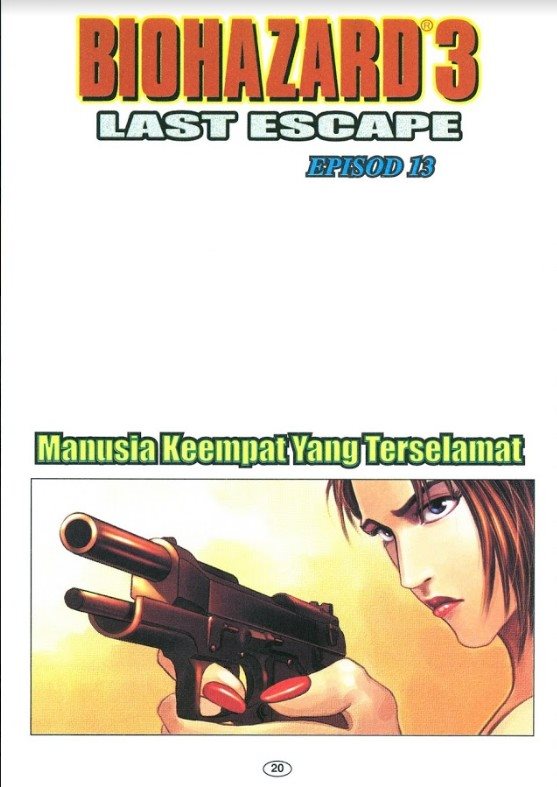 BIOHAZARD® 3
LAST ESCAPE
EPISOD 13
Manusia Keempat Yang Terselamat
20